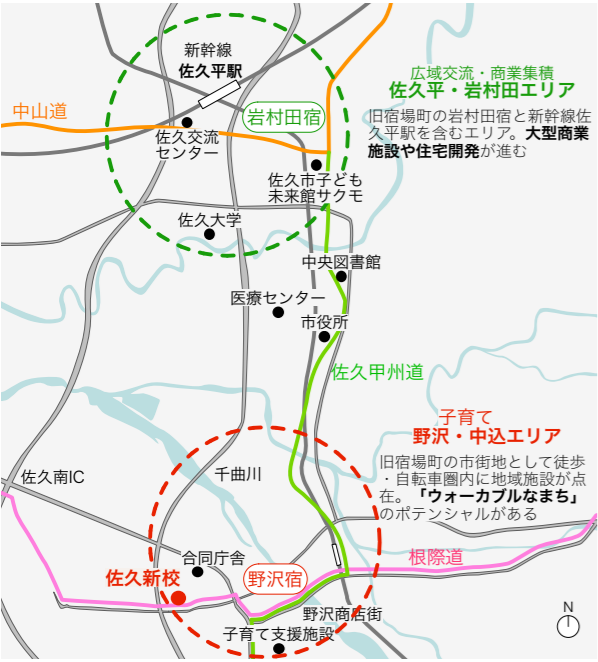 新幹線
佐久平駅
中山道
岩村田宿
佐久交流
センター
佐久市子ども
未来館サクモ
佐久大学
広域交流・商業集積
佐久平・岩村田エリア
旧宿場町の岩村田宿と新幹線佐
久平駅を含むエリア。大型商業
施設や住宅開発が進む
中央図書館
医療センター
市役所
佐久甲州道
子育て
野沢・中込エリア
旧宿場町の市街地として徒歩
・自転車圏内に地域施設が点
在。「ウォーカブルなまち」
のポテンシャルがある
佐久南IC
千曲川
合同庁舎
佐久新校
野沢宿
根際道
野沢商店街
子育て支援施設
N